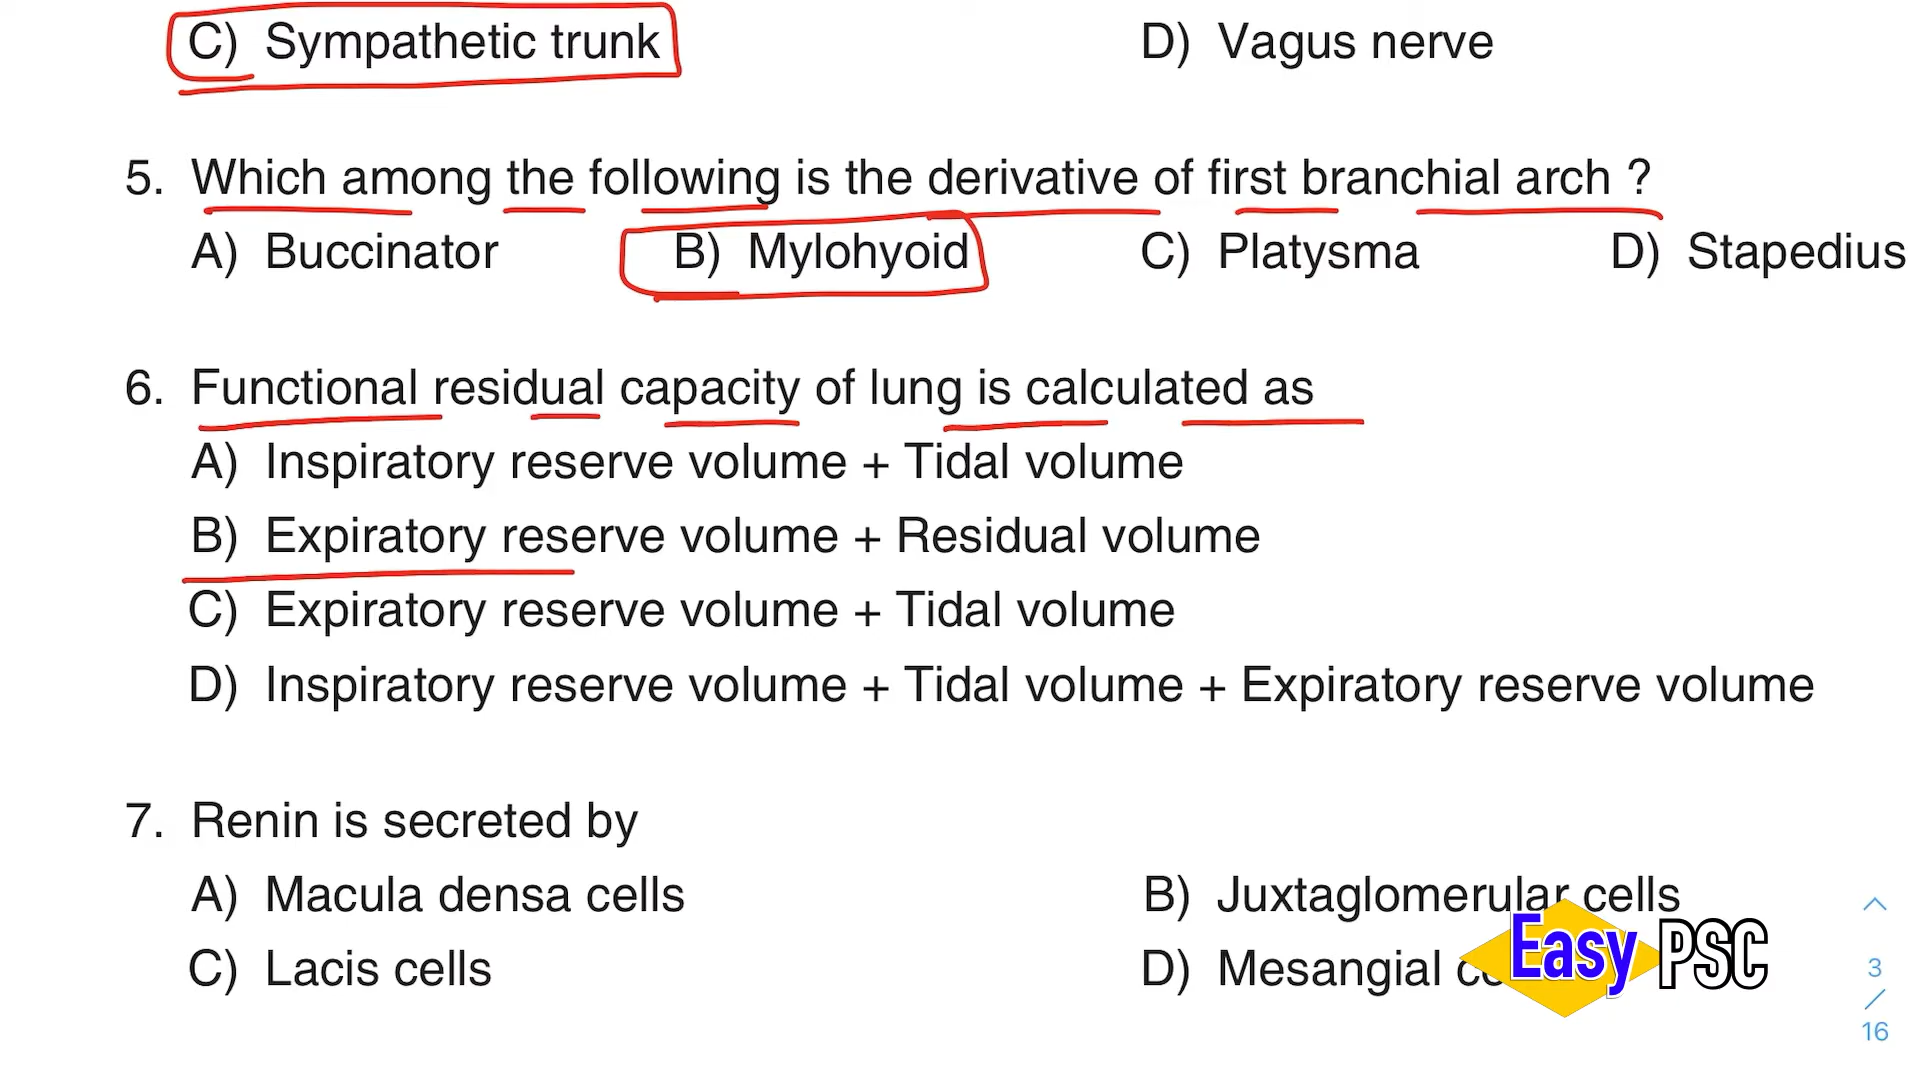 C) Sympathetic trunk D) Vagus nerve
5. Which among the following is the derivative of first branchial arch ?
A) Buccinator B) Mylohyoid C) Platysma D) Stapedius
6. Functional residual capacity of lung is calculated as
A) Inspiratory reserve volume + Tidal volume
B) Expiratory reserve volume + Residual volume
C) Expiratory reserve volume + Tidal volume
D) Inspiratory reserve volume + Tidal volume + Expiratory reserve volume
7. Renin is secreted by
A) Macula densa cells B) Juxtaglomerular cells
C) Lacis cells D) Mesangial
Easy PSC
3
/
16